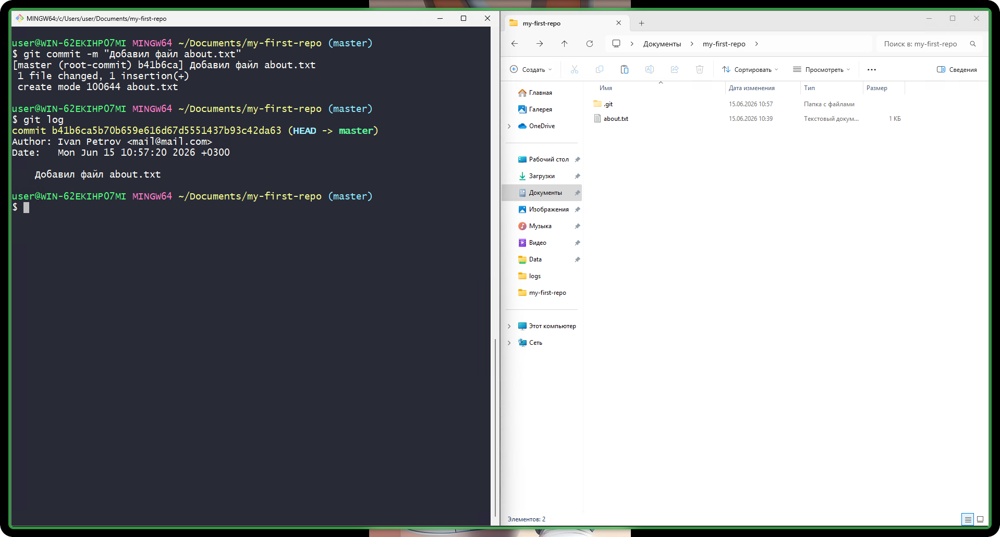 MINGW64:/c/Users/user/Documents/my-first-repo
user@WIN-62EKIHPO7MI MINGW64 ~/Documents/my-first-repo (master)
$ git commit -m "Добавил файл about.txt"
[master (root-commit) b41b6ca] Добавил файл about.txt
1 file changed, 1 insertion(+)
create mode 100644 about.txt
user@WIN-62EKIHPO7MI MINGW64 ~/Documents/my-first-repo (master)
$ git log
commit b41b6ca5b70b659e616d67d5551437b93c42da63 (HEAD -> master)
Author: Ivan Petrov <mail@mail.com>
Date:   Mon Jun 15 10:57:20 2026 +0300
Добавил файл about.txt
user@WIN-62EKIHPO7MI MINGW64 ~/Documents/my-first-repo (master)
$
my-first-repo
Документы > my-first-repo >
Поиск в: my-first-repo
Создать
Сортировать
Просмотреть
Сведения
Главная
Галерея
OneDrive
Рабочий стол
Загрузки
Документы
Изображения
Музыка
Видео
Data
logs
my-first-repo
Этот компьютер
Сеть
Имя Дата изменения Тип Размер
.git 15.06.2026 10:57 Папка с файлами
about.txt 15.06.2026 10:39 Текстовый докум... 1 КБ
Элементов: 2